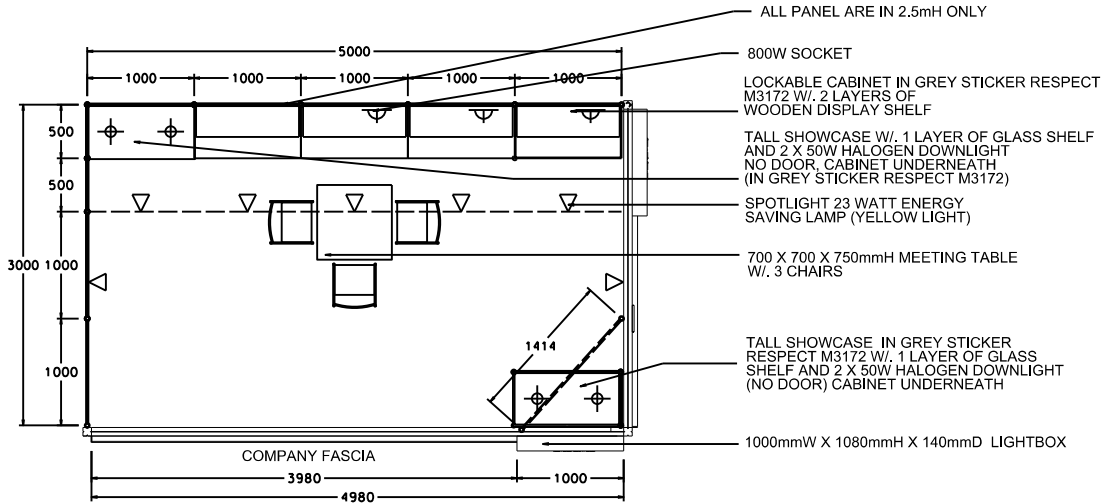 ALL PANEL ARE IN 2.5mH ONLY
5000
1000 1000 1000 1000 1000
800W SOCKET
LOCKABLE CABINET IN GREY STICKER RESPECT
M3172 W/. 2 LAYERS OF
WOODEN DISPLAY SHELF
500
TALL SHOWCASE W/. 1 LAYER OF GLASS SHELF
AND 2 X 50W HALOGEN DOWNLIGHT
NO DOOR, CABINET UNDERNEATH
(IN GREY STICKER RESPECT M3172)
500
SPOTLIGHT 23 WATT ENERGY
SAVING LAMP (YELLOW LIGHT)
3000 1000
700 X 700 X 750mmH MEETING TABLE
W/. 3 CHAIRS
1414
1000
TALL SHOWCASE IN GREY STICKER
RESPECT M3172 W/. 1 LAYER OF GLASS
SHELF AND 2 X 50W HALOGEN DOWNLIGHT
(NO DOOR) CABINET UNDERNEATH
1000mmW X 1080mmH X 140mmD LIGHTBOX
COMPANY FASCIA
3980 1000
4980